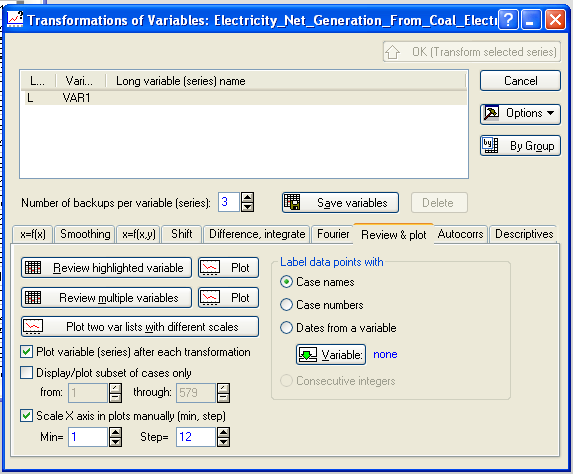 Transformations of Variables: Electricity_Net_Generation_From_Coal_Electri
OK (Transform selected series)
L... Vari... Long variable (series) name
L VAR1
Cancel
Options
By Group
Number of backups per variable (series): 3 Save variables Delete
x=f(x) Smoothing x=f(x,y) Shift Difference, integrate Fourier Review & plot Autocorrs Descriptives
Review highlighted variable Plot
Review multiple variables Plot
Plot two var lists with different scales
Plot variable (series) after each transformation
Display/plot subset of cases only
from: 1 through: 579
Scale X axis in plots manually (min, step)
Min= 1 Step= 12
Label data points with
Case names
Case numbers
Dates from a variable
Variable: none
Consecutive integers